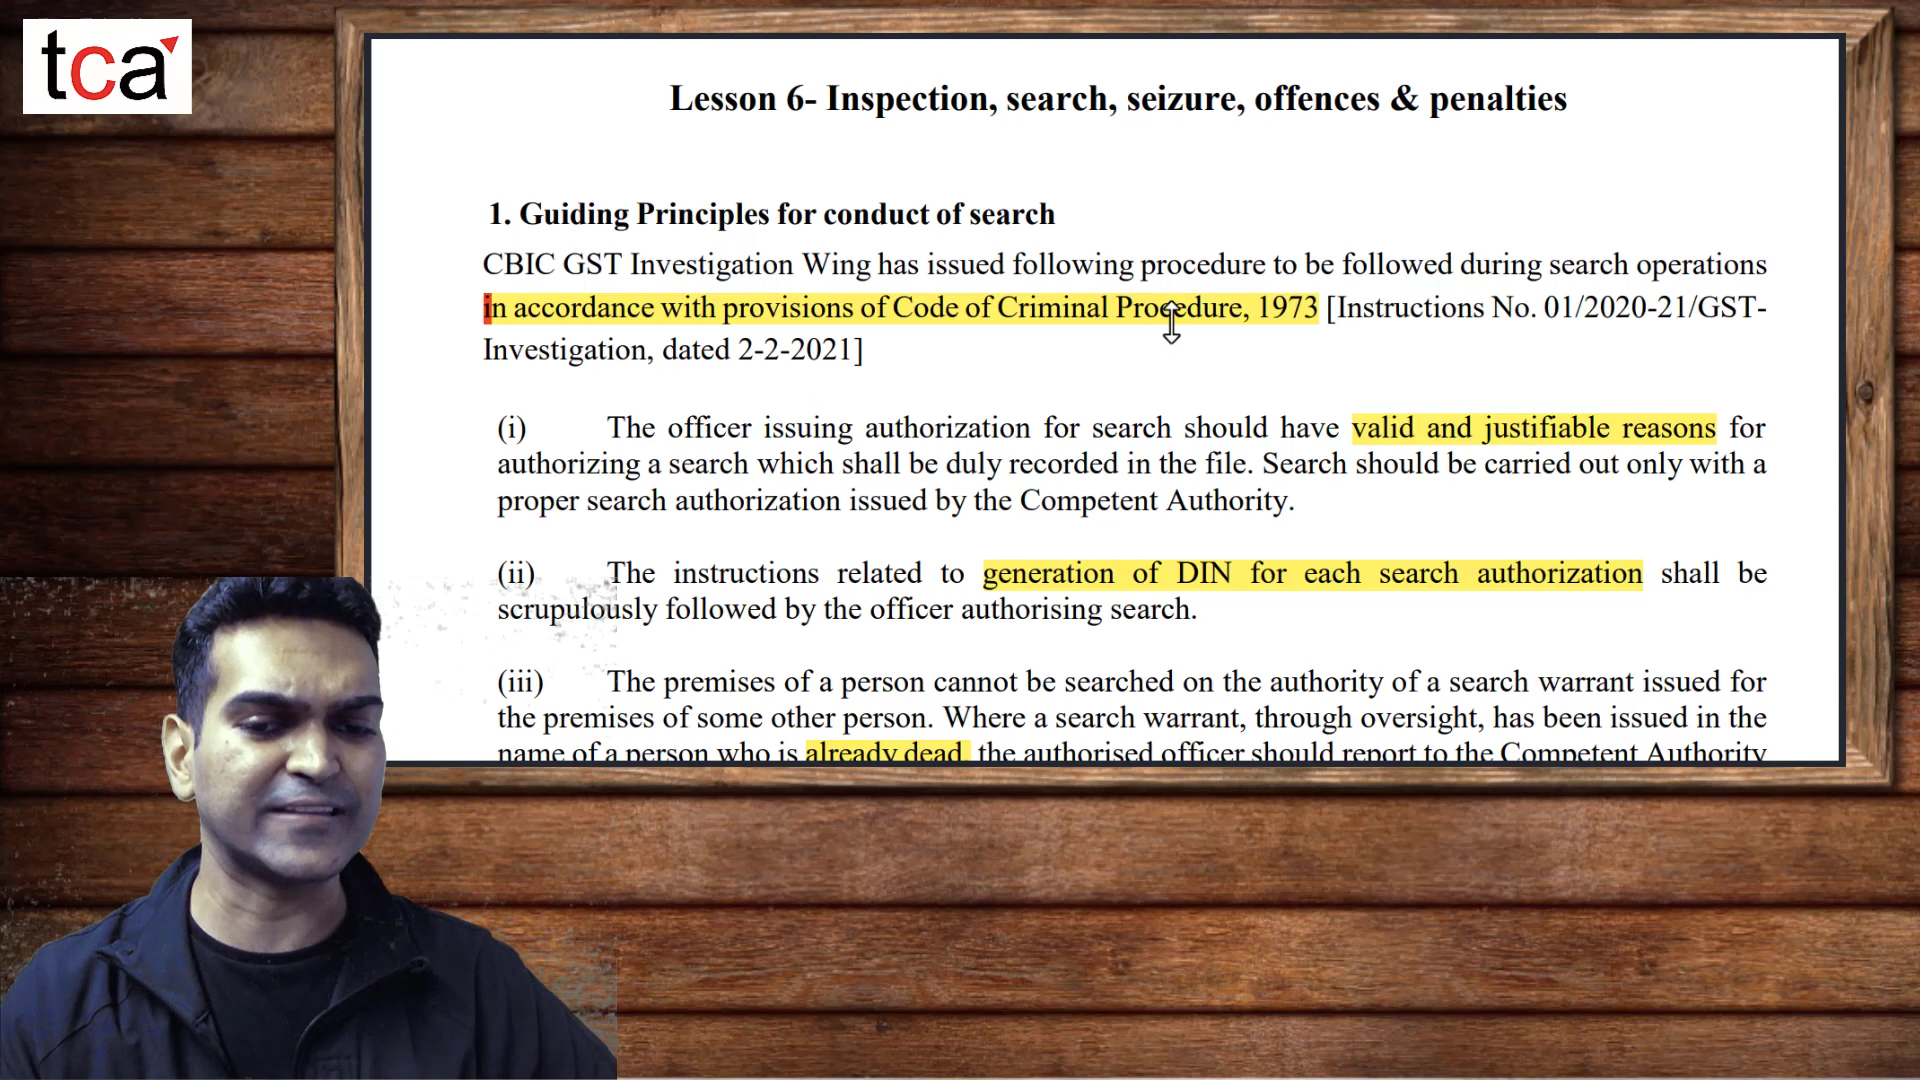 tca
Lesson 6- Inspection, search, seizure, offences & penalties
1. Guiding Principles for conduct of search
CBIC GST Investigation Wing has issued following procedure to be followed during search operations
in accordance with provisions of Code of Criminal Procedure, 1973 [Instructions No. 01/2020-21/GST-
Investigation, dated 2-2-2021]
(i) The officer issuing authorization for search should have valid and justifiable reasons for
authorizing a search which shall be duly recorded in the file. Search should be carried out only with a
proper search authorization issued by the Competent Authority.
(ii) The instructions related to generation of DIN for each search authorization shall be
scrupulously followed by the officer authorising search.
(iii) The premises of a person cannot be searched on the authority of a search warrant issued for
the premises of some other person. Where a search warrant, through oversight, has been issued in the
name of a person who is already dead, the authorised officer should report to the Competent Authority